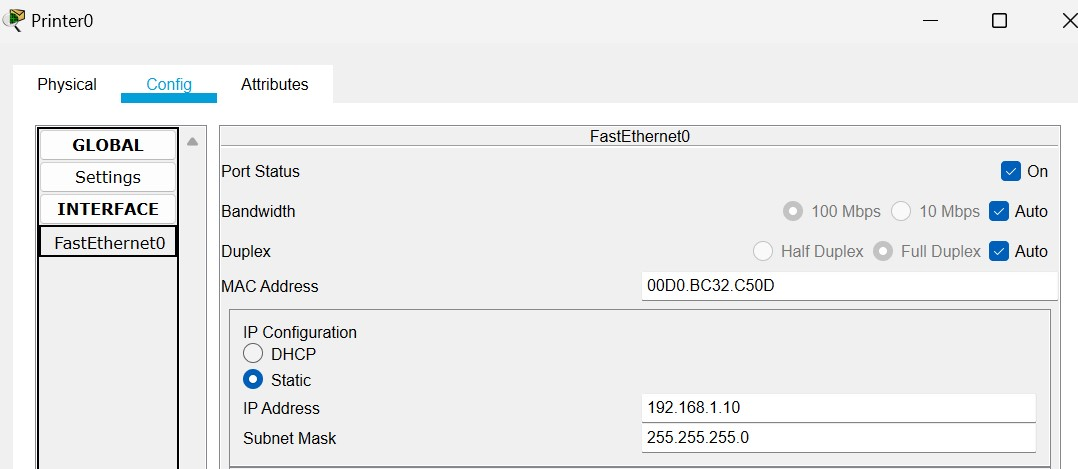 Printer0
Physical Config Attributes
GLOBAL
Settings
INTERFACE
FastEthernet0
FastEthernet0
Port Status On
Bandwidth 100 Mbps 10 Mbps Auto
Duplex Half Duplex Full Duplex Auto
MAC Address 00D0.BC32.C50D
IP Configuration
DHCP
Static
IP Address 192.168.1.10
Subnet Mask 255.255.255.0